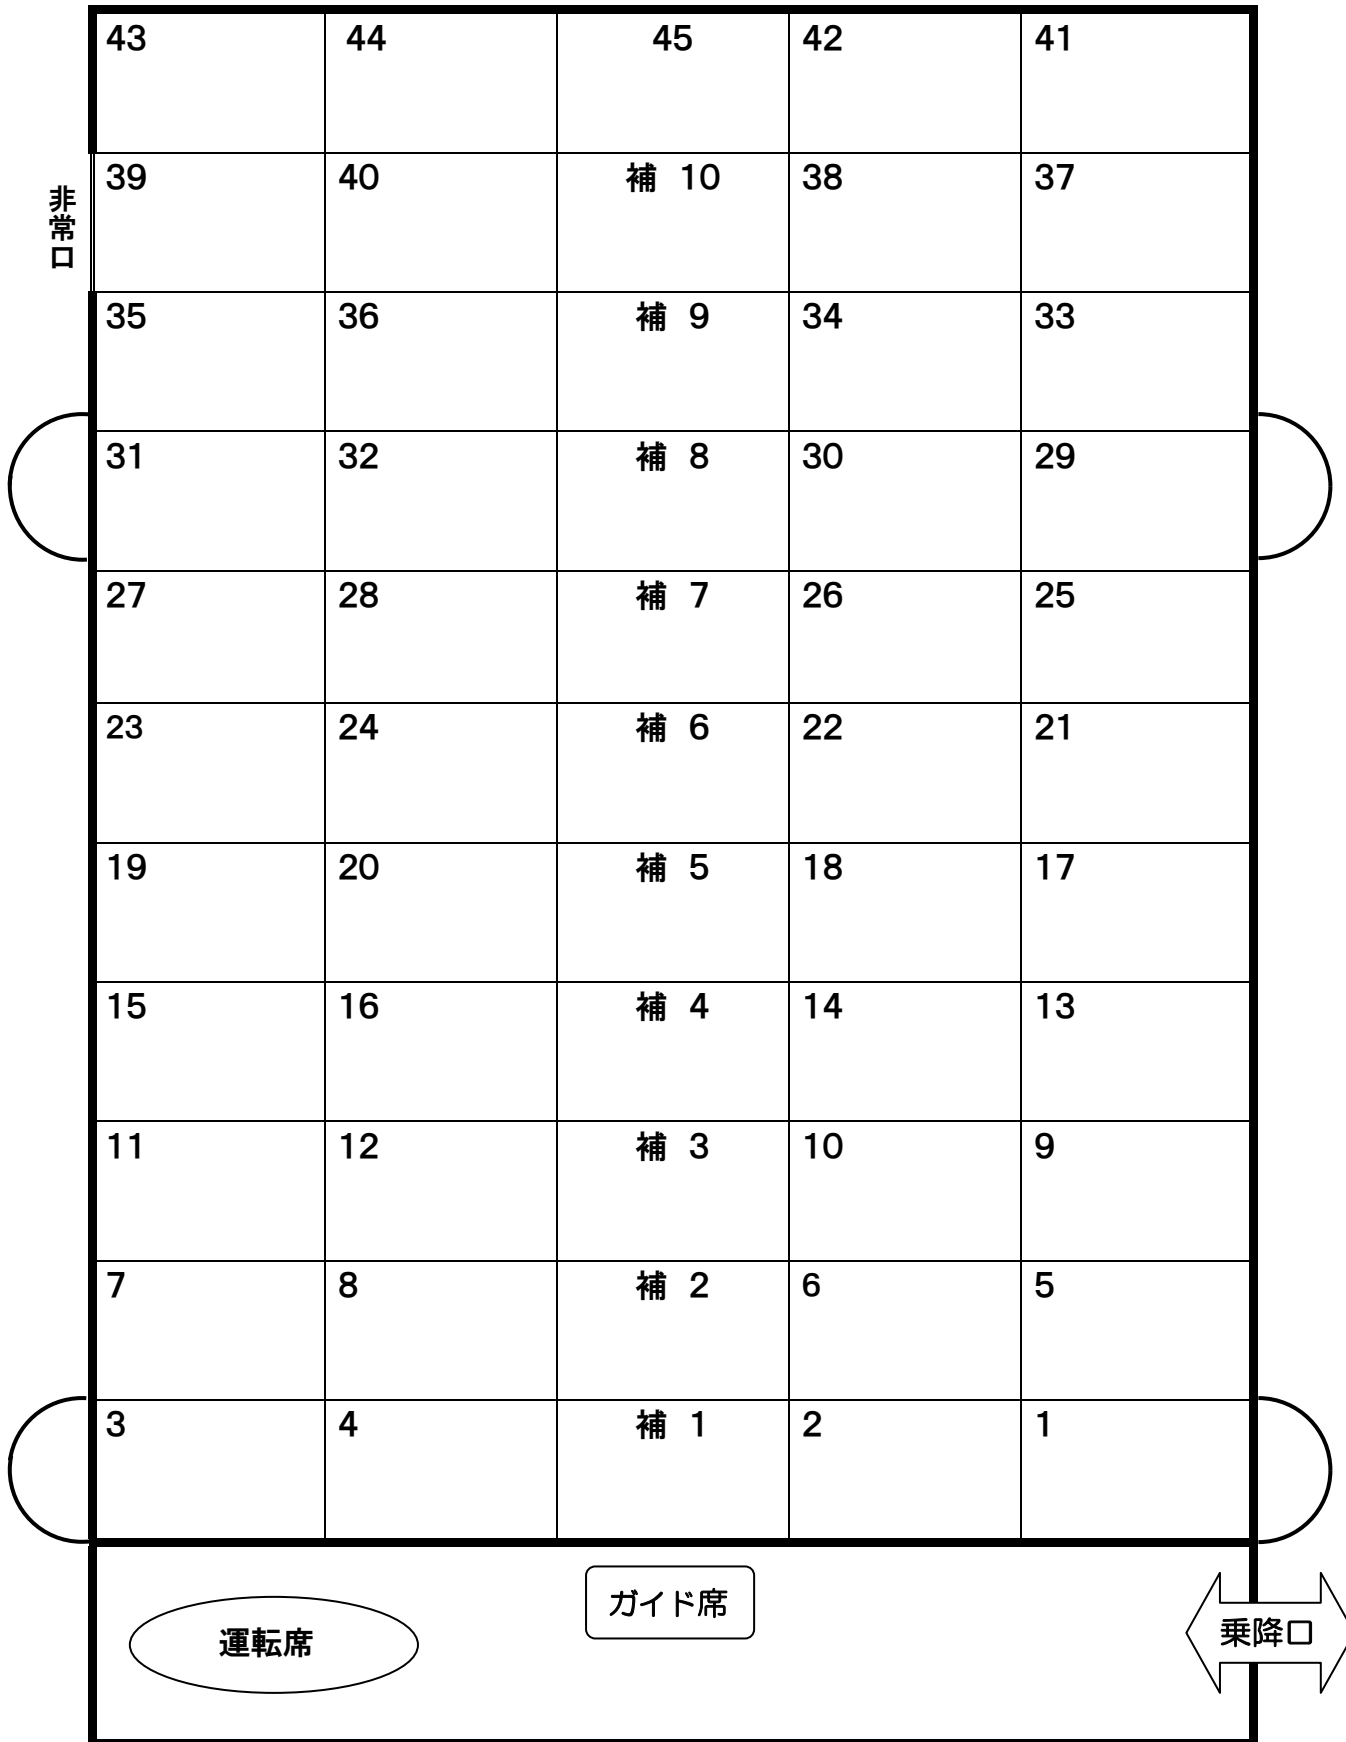 43 44 45 42 41
非常口
39 40 補 10 38 37
35 36 補 9 34 33
31 32 補 8 30 29
27 28 補 7 26 25
23 24 補 6 22 21
19 20 補 5 18 17
15 16 補 4 14 13
11 12 補 3 10 9
7 8 補 2 6 5
3 4 補 1 2 1
ガイド席
運転席
乗降口